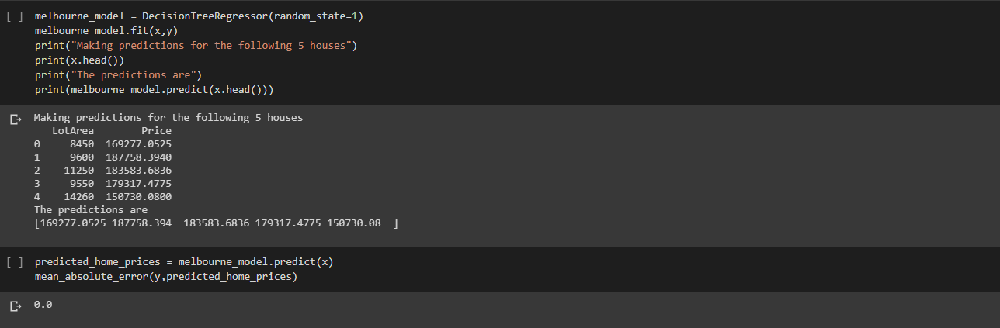 [ ] melbourne_model = DecisionTreeRegressor(random_state=1)
melbourne_model.fit(x,y)
print("Making predictions for the following 5 houses")
print(x.head())
print("The predictions are")
print(melbourne_model.predict(x.head()))
Making predictions for the following 5 houses
   LotArea        Price
0     8450  169277.0525
1     9600  187758.3940
2    11250  183583.6836
3     9550  179317.4775
4    14260  150730.0800
The predictions are
[169277.0525 187758.394  183583.6836 179317.4775 150730.08  ]
[ ] predicted_home_prices = melbourne_model.predict(x)
mean_absolute_error(y,predicted_home_prices)
0.0